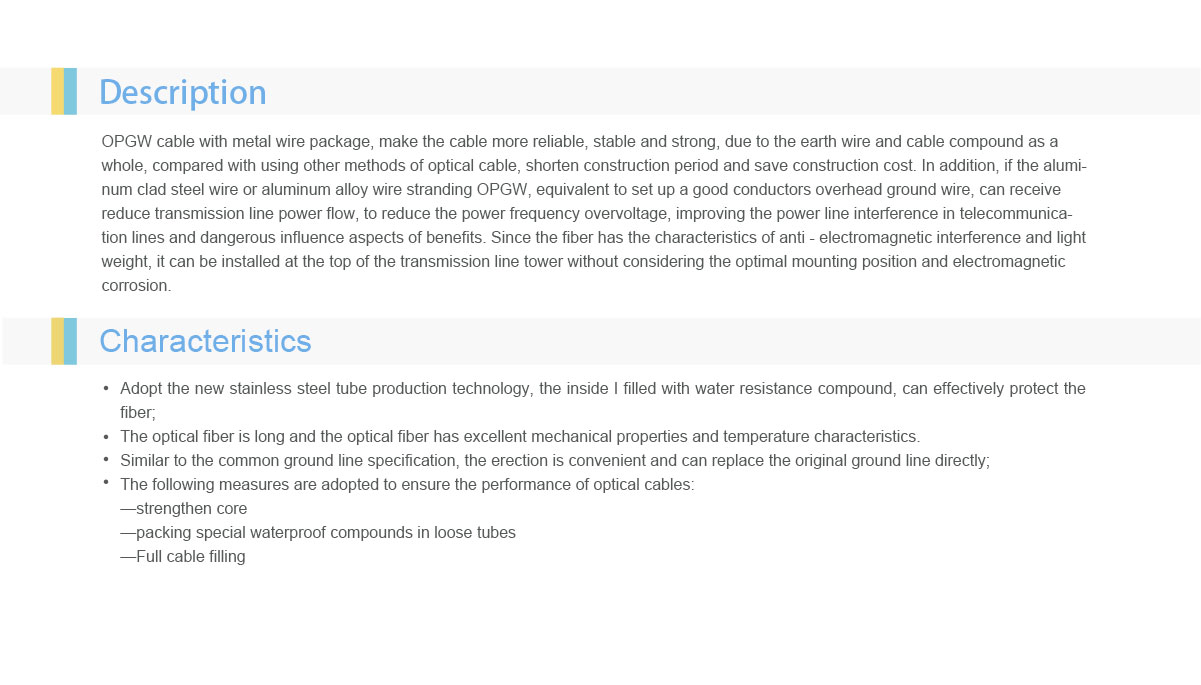 Description
OPGW cable with metal wire package, make the cable more reliable, stable and strong, due to the earth wire and cable compound as a
whole, compared with using other methods of optical cable, shorten construction period and save construction cost. In addition, if the alumi-
num clad steel wire or aluminum alloy wire stranding OPGW, equivalent to set up a good conductors overhead ground wire, can receive
reduce transmission line power flow, to reduce the power frequency overvoltage, improving the power line interference in telecommunica-
tion lines and dangerous influence aspects of benefits. Since the fiber has the characteristics of anti - electromagnetic interference and light
weight, it can be installed at the top of the transmission line tower without considering the optimal mounting position and electromagnetic
corrosion.
Characteristics
• Adopt the new stainless steel tube production technology, the inside I filled with water resistance compound, can effectively protect the
fiber;
• The optical fiber is long and the optical fiber has excellent mechanical properties and temperature characteristics.
• Similar to the common ground line specification, the erection is convenient and can replace the original ground line directly;
• The following measures are adopted to ensure the performance of optical cables:
—strengthen core
—packing special waterproof compounds in loose tubes
—Full cable filling